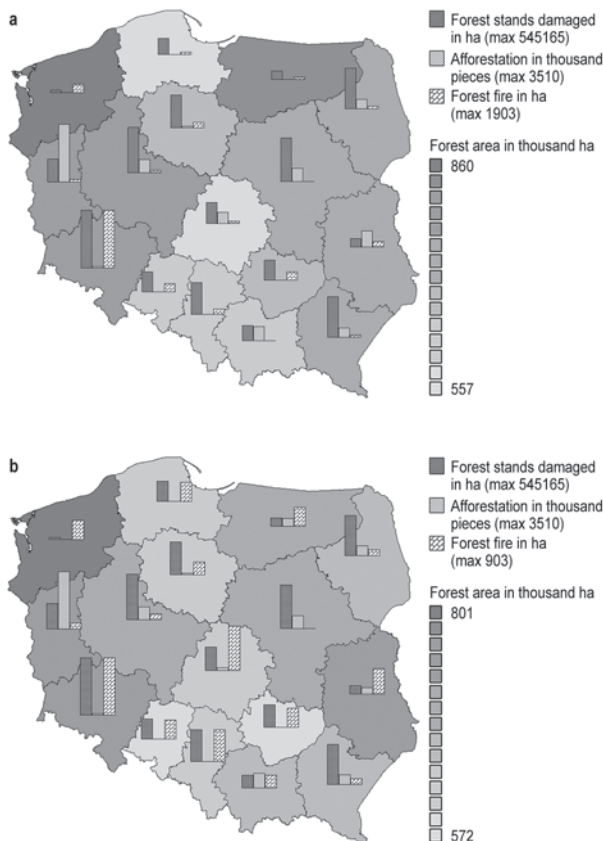 a
Forest stands damaged
in ha (max 545165)
Afforestation in thousand
pieces (max 3510)
Forest fire in ha
(max 1903)
Forest area in thousand ha
860
557
b
Forest stands damaged
in ha (max 545165)
Afforestation in thousand
pieces (max 3510)
Forest fire in ha
(max 903)
Forest area in thousand ha
801
572